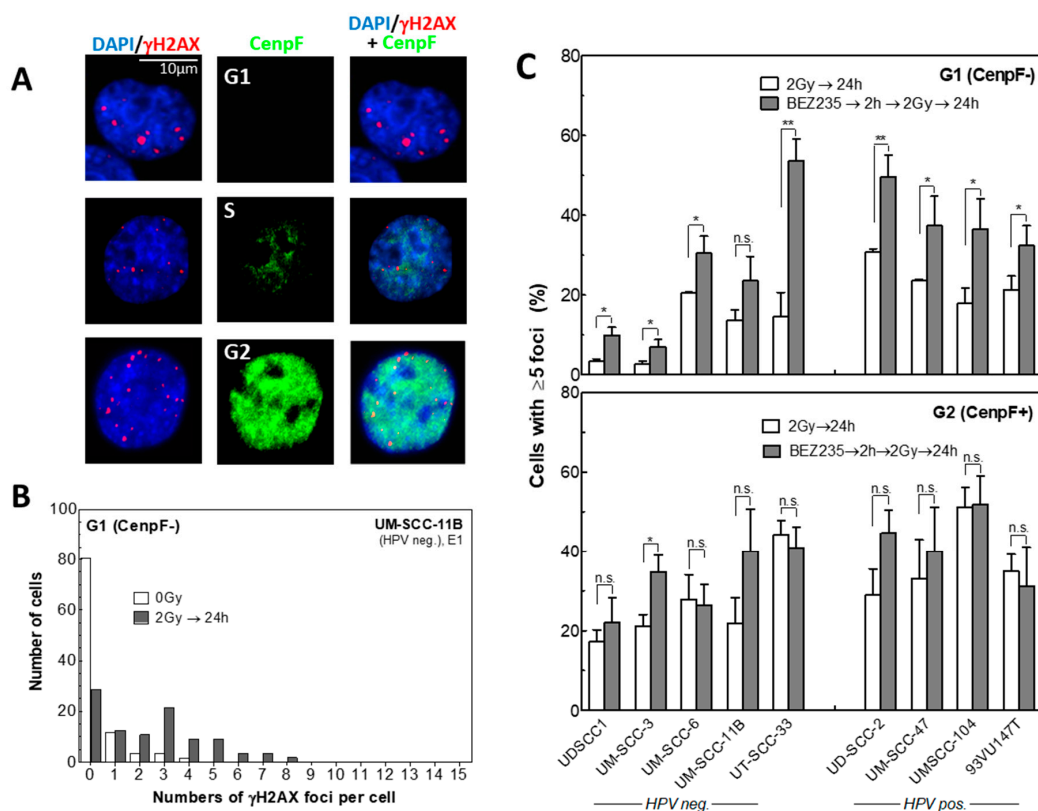 A
DAPI/γH2AX
CenpF
DAPI/γH2AX
+ CenpF
10μm
G1
S
G2
B
G1 (CenpF-)
UM-SCC-11B
(HPV neg.), E1
0Gy
2Gy → 24h
Number of cells
100
80
60
40
20
0
0 1 2 3 4 5 6 7 8 9 10 11 12 13 14 15
Numbers of γH2AX foci per cell
C
Cells with ≥5 foci (%)
G1 (CenpF-)
2Gy → 24h
BEZ235 → 2h → 2Gy → 24h
80
60
40
20
0
* * * n.s. ** ** * * *
G2 (CenpF+)
2Gy→24h
BEZ235→2h→2Gy→24h
80
60
40
20
0
n.s. * n.s. n.s. n.s. n.s. n.s. n.s. n.s.
UDSCC1
UM-SCC-3
UM-SCC-6
UM-SCC-11B
UT-SCC-33
UD-SCC-2
UM-SCC-47
UMSCC-104
93VU147T
HPV neg.
HPV pos.